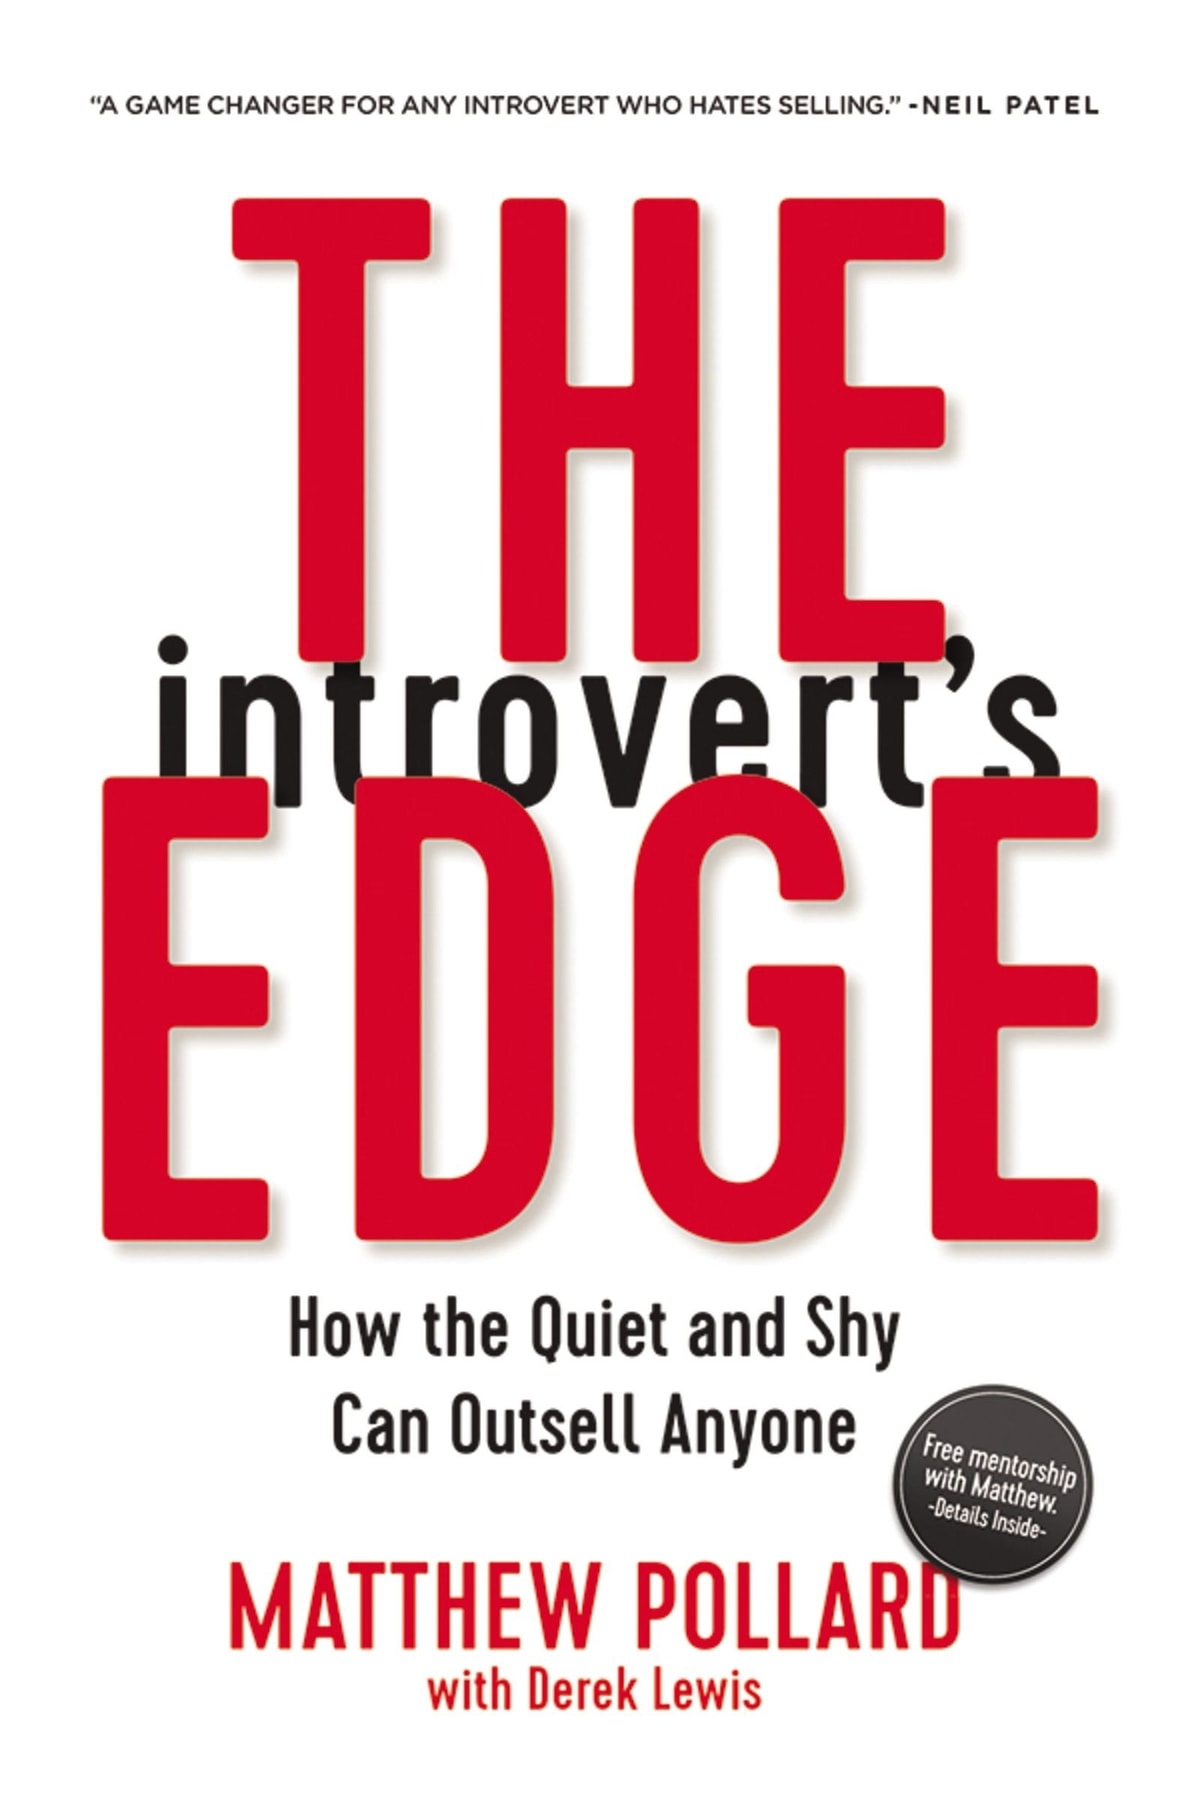 “A GAME CHANGER FOR ANY INTROVERT WHO HATES SELLING.” -NEIL PATEL
THE
introvert’s
EDGE
How the Quiet and Shy
Can Outsell Anyone
Free mentorship
with Matthew.
-Details Inside-
MATTHEW POLLARD
with Derek Lewis